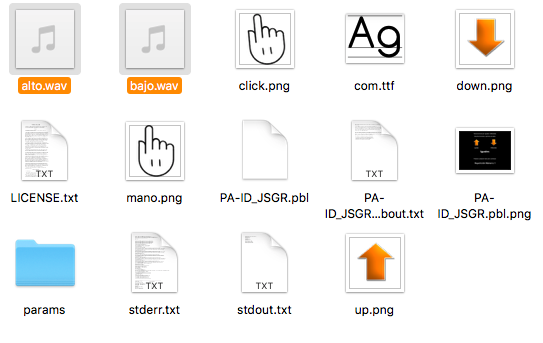 Ag
alto.wav
bajo.wav
click.png
com.ttf
down.png
TXT
TXT
LICENSE.txt
mano.png
PA-ID_JSGR.pbl
PA-
ID_JSGR...bout.txt
PA-
ID_JSGR.pbl.png
TXT
TXT
params
stderr.txt
stdout.txt
up.png